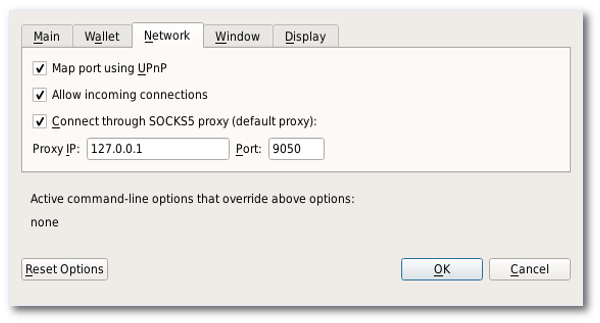 Main Wallet Network Window Display
Map port using UPnP
Allow incoming connections
Connect through SOCKS5 proxy (default proxy):
Proxy IP: 127.0.0.1 Port: 9050
Active command-line options that override above options:
none
Reset Options OK Cancel